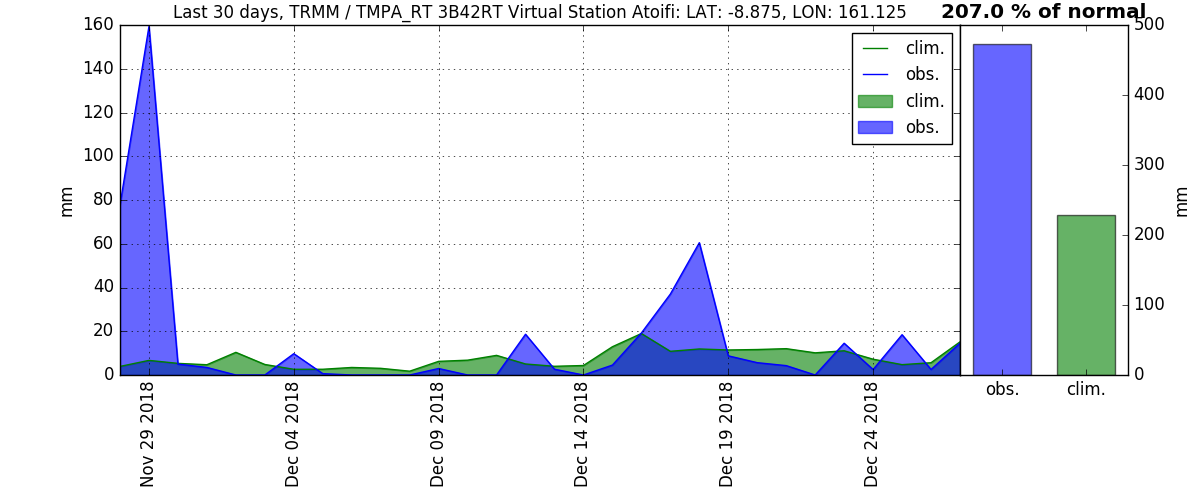 Last 30 days, TRMM / TMPA_RT 3B42RT Virtual Station Atoifi: LAT: -8.875, LON: 161.125
207.0 % of normal
160
140
120
100
80
60
40
20
0
mm
clim.
obs.
clim.
obs.
Nov 29 2018
Dec 04 2018
Dec 09 2018
Dec 14 2018
Dec 19 2018
Dec 24 2018
500
400
300
200
100
0
mm
obs.
clim.